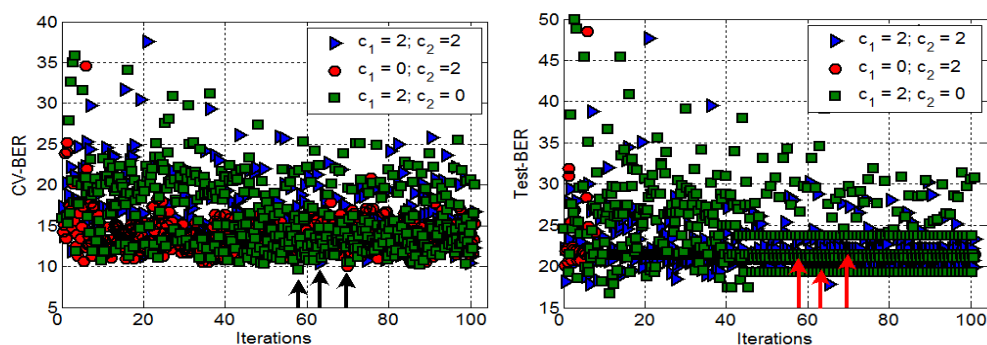 40
35
30
25
20
15
10
5
CV-BER
0
20
40
60
80
100
Iterations
c1 = 2; c2 =2
c1 = 0; c2 =2
c1 = 2; c2 = 0
50
45
40
35
30
25
20
15
Test-BER
0
20
40
60
80
100
Iterations
c1 = 2; c2 = 2
c1 = 0; c2 =2
c1 = 2; c2 = 0